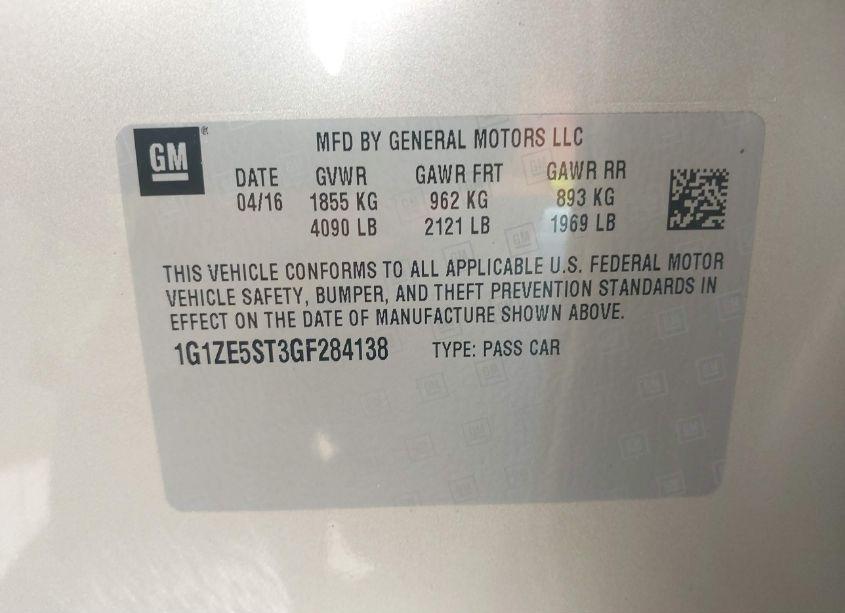 GM®
MFD BY GENERAL MOTORS LLC
DATE GVWR GAWR FRT GAWR RR
04/16 1855 KG 962 KG 893 KG
4090 LB 2121 LB 1969 LB
THIS VEHICLE CONFORMS TO ALL APPLICABLE U.S. FEDERAL MOTOR
VEHICLE SAFETY, BUMPER, AND THEFT PREVENTION STANDARDS IN
EFFECT ON THE DATE OF MANUFACTURE SHOWN ABOVE.
1G1ZE5ST3GF284138 TYPE: PASS CAR